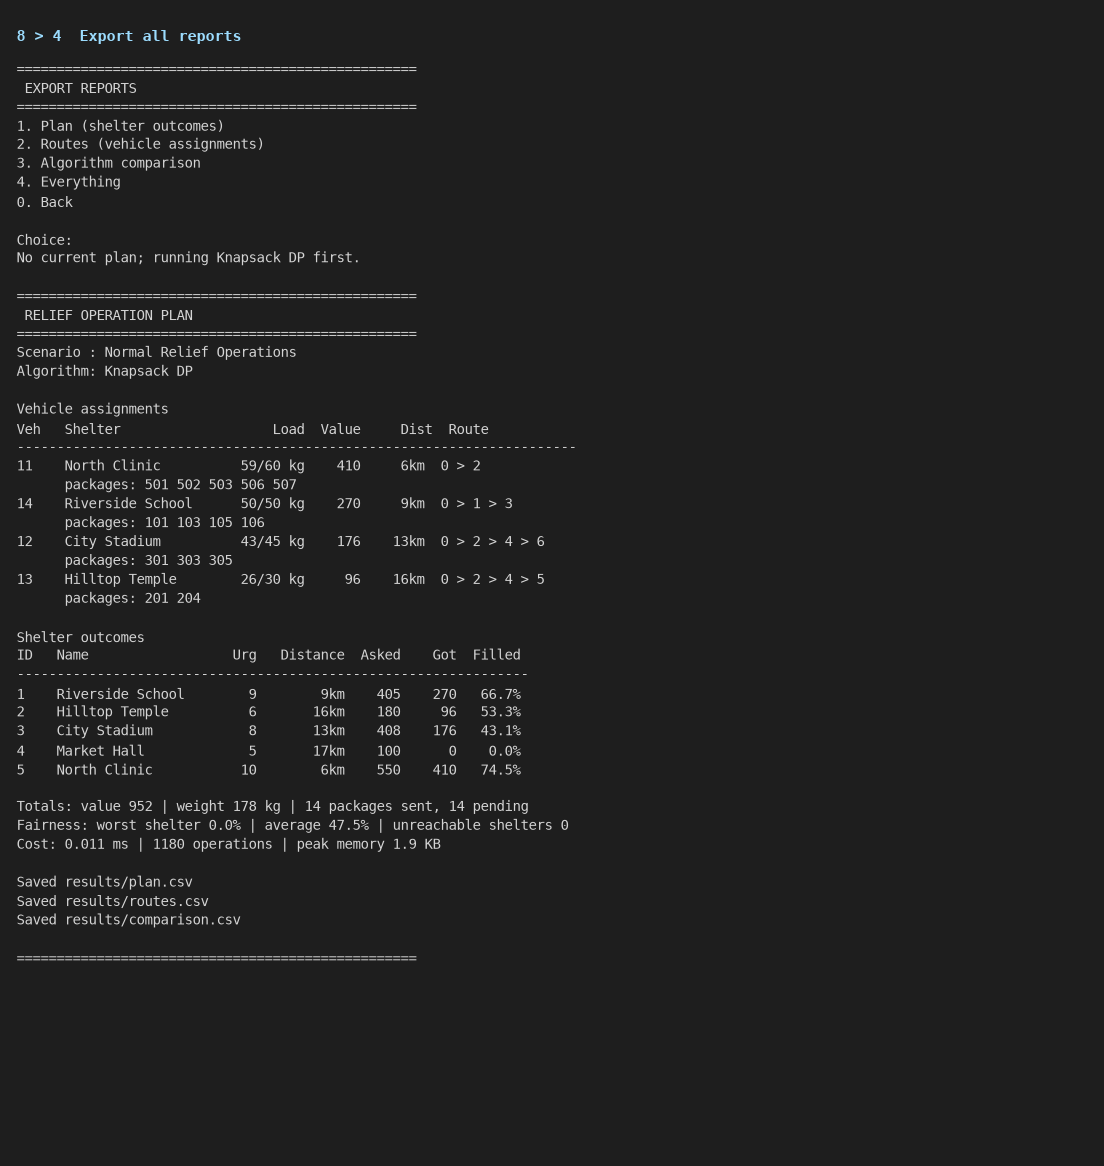 8 > 4  Export all reports
==================================================
 EXPORT REPORTS
==================================================
1. Plan (shelter outcomes)
2. Routes (vehicle assignments)
3. Algorithm comparison
4. Everything
0. Back
Choice:
No current plan; running Knapsack DP first.
==================================================
 RELIEF OPERATION PLAN
==================================================
Scenario : Normal Relief Operations
Algorithm: Knapsack DP
Vehicle assignments
Veh   Shelter                   Load  Value     Dist  Route
----------------------------------------------------------------------
11    North Clinic          59/60 kg    410     6km  0 > 2
      packages: 501 502 503 506 507
14    Riverside School      50/50 kg    270     9km  0 > 1 > 3
      packages: 101 103 105 106
12    City Stadium          43/45 kg    176    13km  0 > 2 > 4 > 6
      packages: 301 303 305
13    Hilltop Temple        26/30 kg     96    16km  0 > 2 > 4 > 5
      packages: 201 204
Shelter outcomes
ID   Name                  Urg   Distance  Asked    Got  Filled
----------------------------------------------------------------
1    Riverside School        9        9km    405    270   66.7%
2    Hilltop Temple          6       16km    180     96   53.3%
3    City Stadium            8       13km    408    176   43.1%
4    Market Hall             5       17km    100      0    0.0%
5    North Clinic           10        6km    550    410   74.5%
Totals: value 952 | weight 178 kg | 14 packages sent, 14 pending
Fairness: worst shelter 0.0% | average 47.5% | unreachable shelters 0
Cost: 0.011 ms | 1180 operations | peak memory 1.9 KB
Saved results/plan.csv
Saved results/routes.csv
Saved results/comparison.csv
==================================================